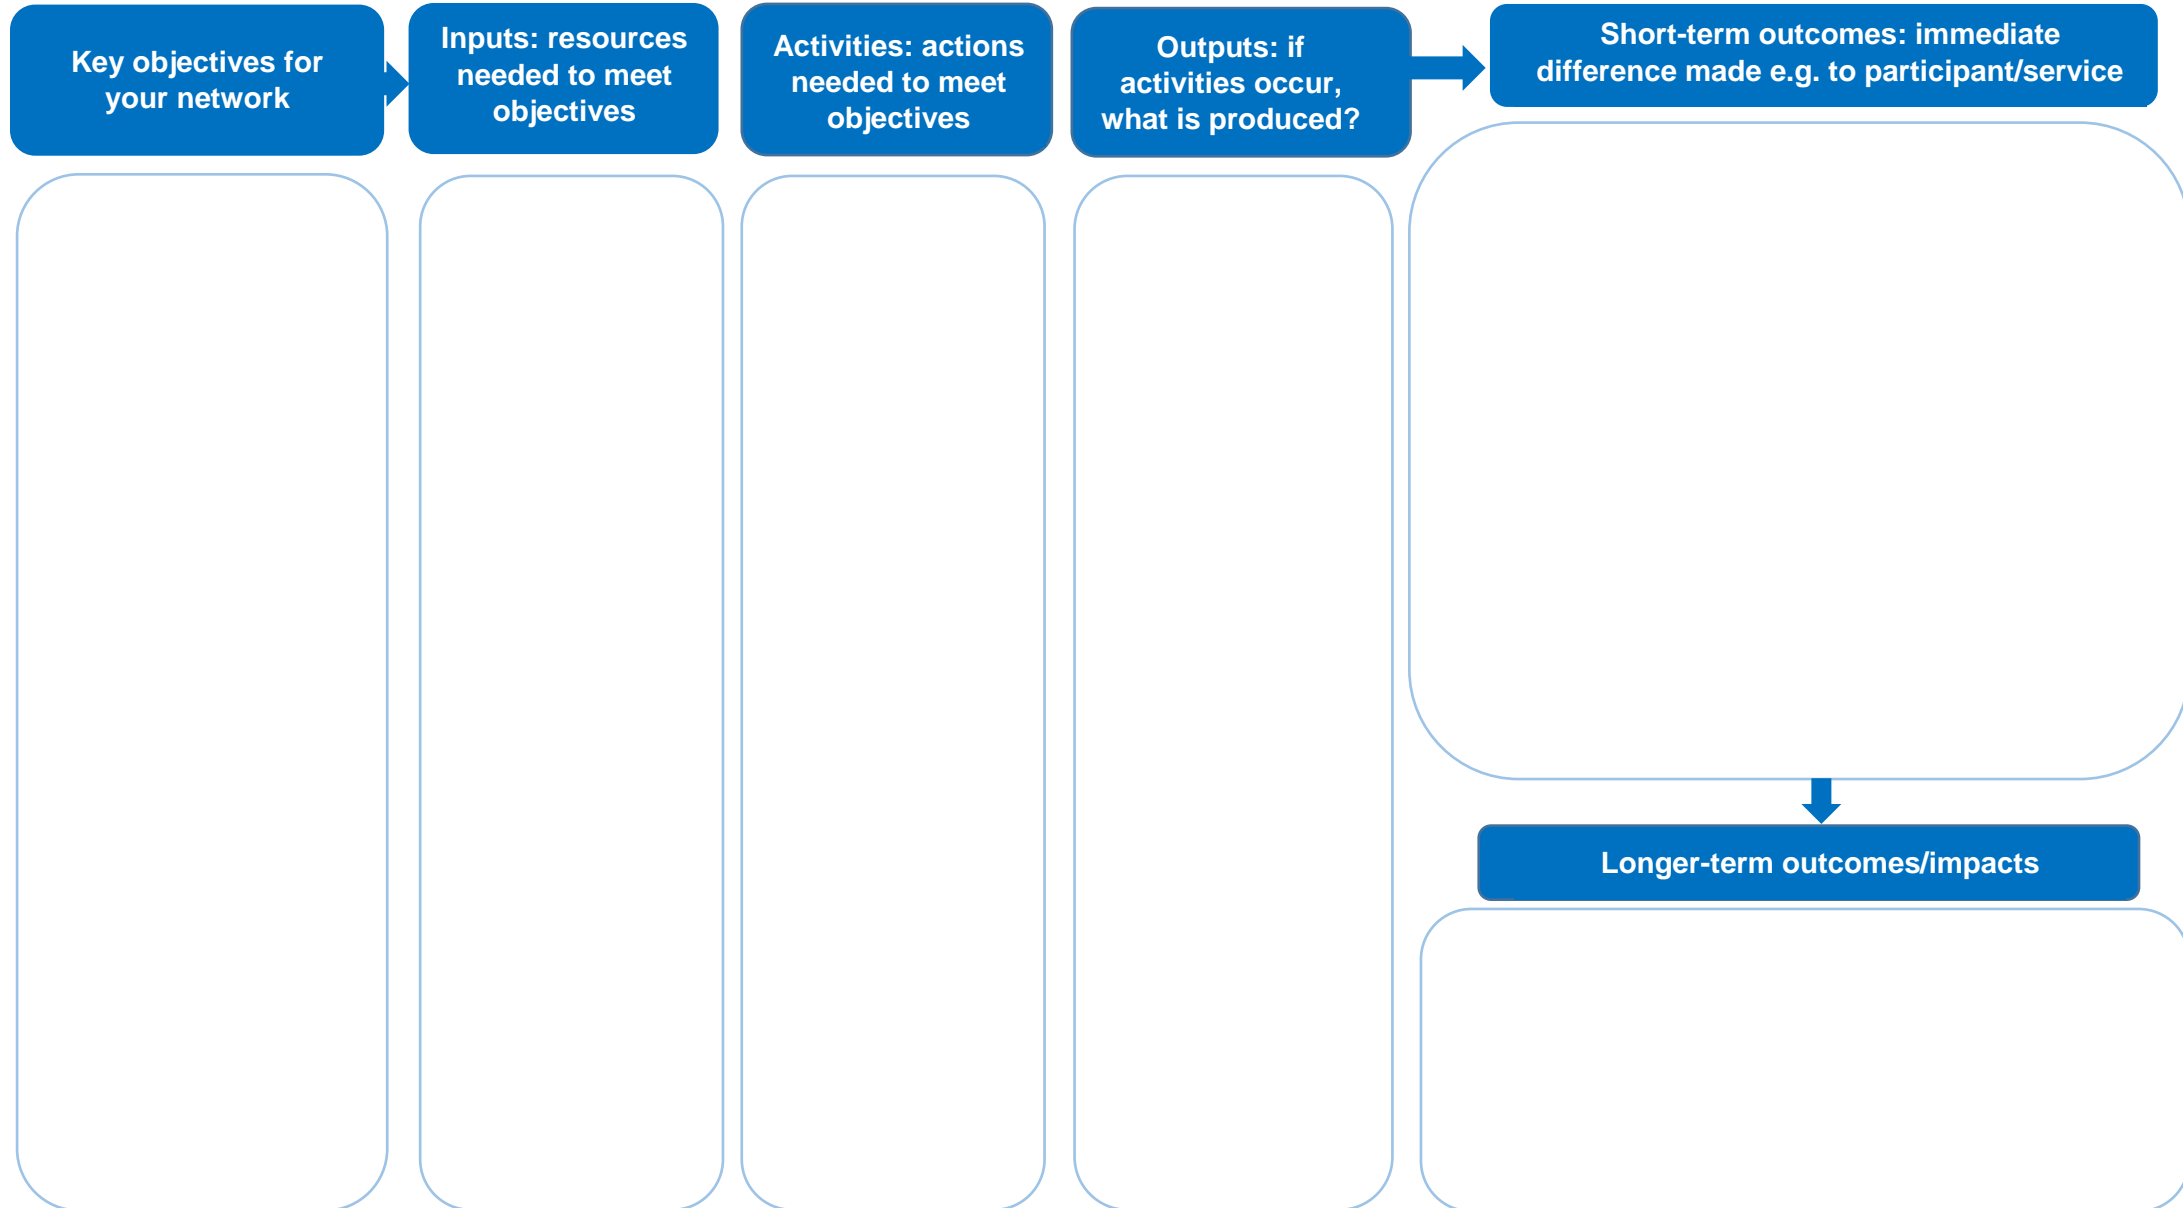 Key objectives for
your network
Inputs: resources
needed to meet
objectives
Activities: actions
needed to meet
objectives
Outputs: if
activities occur,
what is produced?
Short-term outcomes: immediate
difference made e.g. to participant/service
Longer-term outcomes/impacts